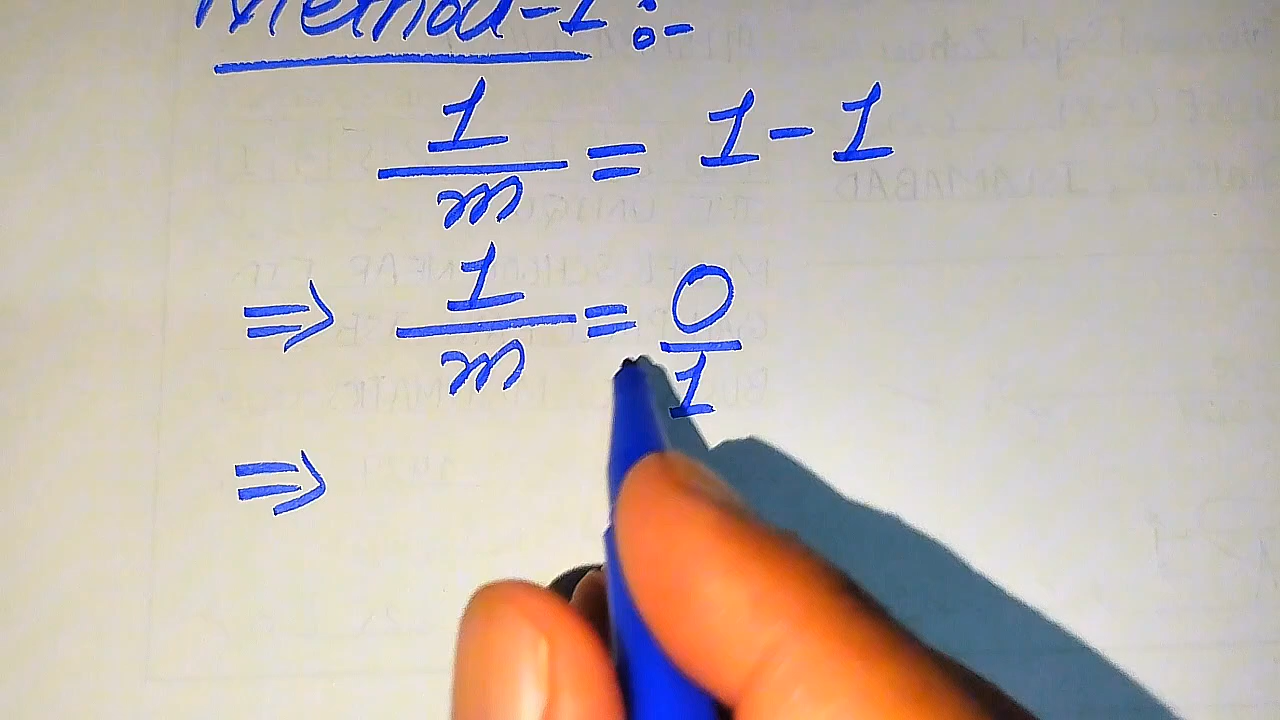 Method-1:-
1/m = 1-1
⇒ 1/m = 0/1
⇒